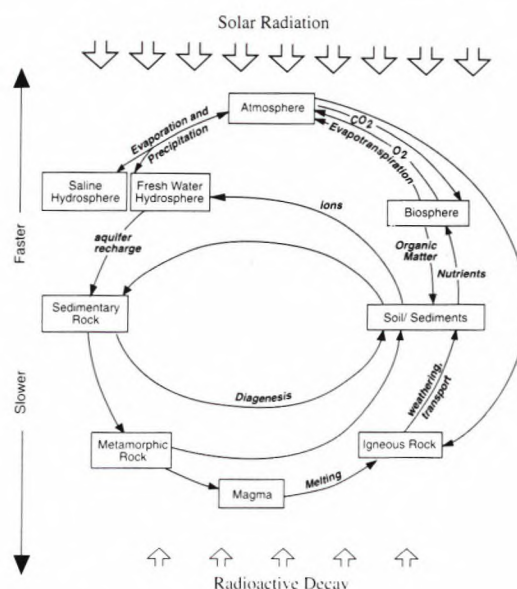 Solar Radiation
Atmosphere
CO2
O2
Evapotranspiration
Evaporation and
Precipitation
Saline
Hydrosphere
Fresh Water
Hydrosphere
Biosphere
ions
aquifer
recharge
Organic
Matter
Nutrients
Faster
Sedimentary
Rock
Soil/ Sediments
Slower
Diagenesis
weathering,
transport
Metamorphic
Rock
Igneous Rock
Melting
Magma
Radioactive Decay